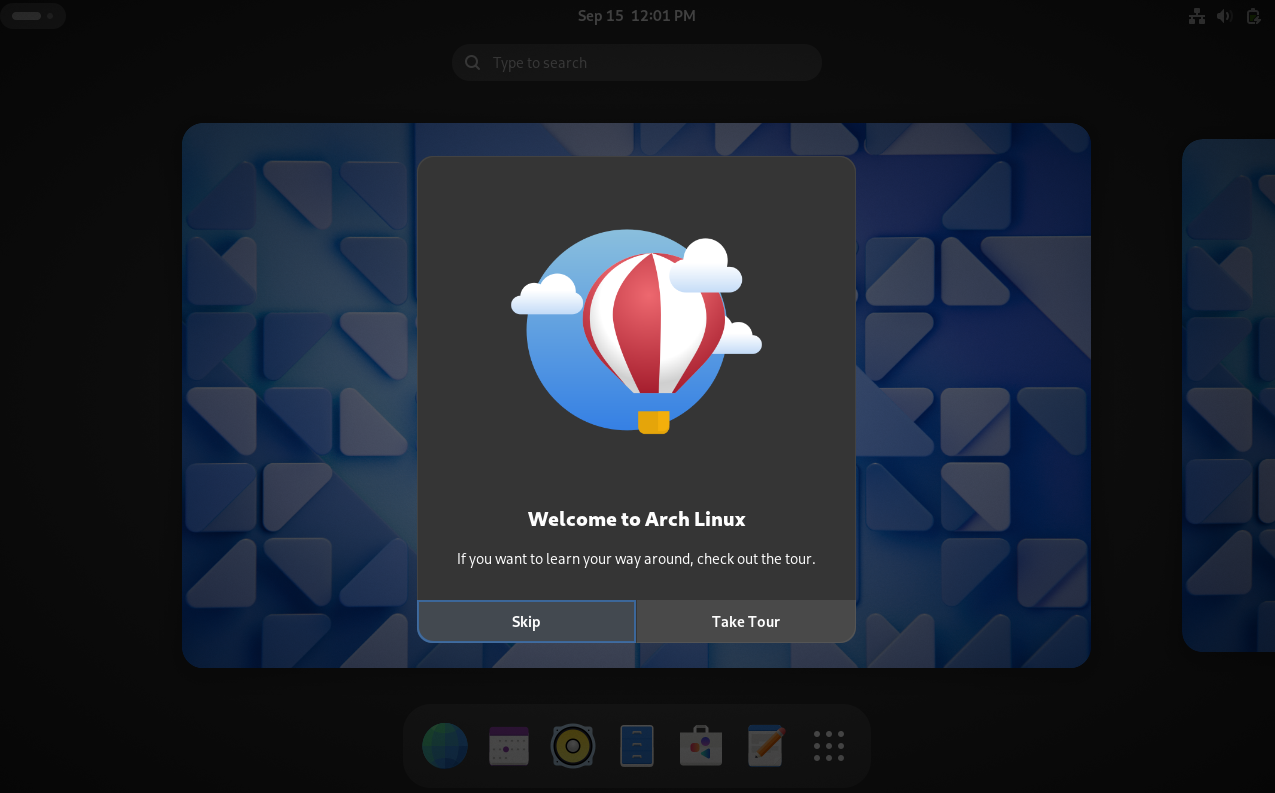 Sep 15 12:01 PM
Type to search
Welcome to Arch Linux
If you want to learn your way around, check out the tour.
Skip
Take Tour